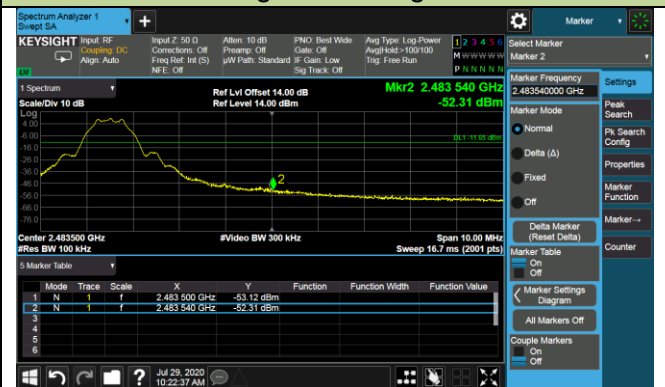 Spectrum Analyzer 1
Swept SA
+
Marker
KEYSIGHT
Input: RF
Coupling: DC
Align: Auto
Input Z: 50 Ω
Corrections: Off
Freq Ref: Int (S)
NFE: Off
Atten: 10 dB
Preamp: Off
µW Path: Standard
PNO: Best Wide
Gate: Off
IF Gain: Low
Sig Track: Off
Avg Type: Log-Power
Avg|Hold:>100/100
Trig: Free Run
1 2 3 4 5 6
M W W W W W
P N N N N N
Select Marker
Marker 2
1 Spectrum
Scale/Div 10 dB
Ref Lvl Offset 14.00 dB
Ref Level 14.00 dBm
Mkr2 2.483 540 GHz
-52.31 dBm
Log
4.00
-6.00
-16.0
-26.0
-36.0
-46.0
-56.0
-66.0
-76.0
DL1 -11.65 dBm
2
Center 2.483500 GHz
#Res BW 100 kHz
#Video BW 300 kHz
Span 10.00 MHz
Sweep 16.7 ms (2001 pts)
5 Marker Table
Mode Trace Scale X Y Function Function Width Function Value
1 N 1 f 2.483 500 GHz -53.12 dBm
2 N 1 f 2.483 540 GHz -52.31 dBm
3
4
5
6
Marker Frequency
2.483540000 GHz
Marker Mode
Normal
Delta (Δ)
Fixed
Off
Delta Marker
(Reset Delta)
Marker Table
On
Off
Marker Settings
Diagram
All Markers Off
Couple Markers
On
Off
Settings
Peak
Search
Pk Search
Config
Properties
Marker
Function
Marker→
Counter
?
Jul 29, 2020
10:22:37 AM